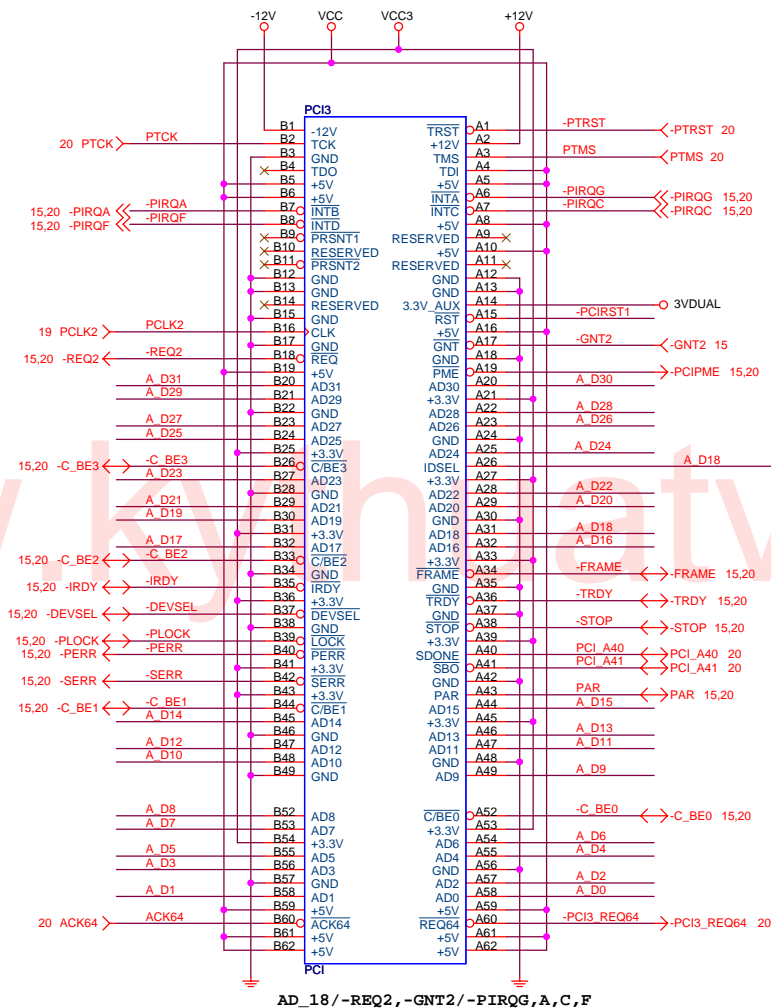 -12V VCC VCC3 +12V
PCI3
B1 -12V TRST A1 -PTRST -PTRST 20
20 PTCK PTCK B2 TCK +12V A2
B3 GND TMS A3 PTMS PTMS 20
B4 TDO TDI A4
B5 +5V +5V A5
B6 +5V INTA A6 -PIRQG -PIRQG 15,20
15,20 -PIRQA -PIRQA B7 INTB INTC A7 -PIRQC -PIRQC 15,20
15,20 -PIRQF -PIRQF B8 INTD +5V A8
B9 PRSNT1 RESERVED A9
B10 RESERVED +5V A10
B11 PRSNT2 RESERVED A11
B12 GND GND A12
B13 GND GND A13
B14 RESERVED 3.3V_AUX A14 3VDUAL
B15 GND RST A15 -PCIRST1
19 PCLK2 PCLK2 B16 CLK +5V A16
B17 GND GNT A17 -GNT2 -GNT2 15
15,20 -REQ2 -REQ2 B18 REQ GND A18
B19 +5V PME A19 -PCIPME 15,20
A_D31 B20 AD31 AD30 A20 A_D30
A_D29 B21 AD29 +3.3V A21
B22 GND AD28 A22 A_D28
A_D27 B23 AD27 AD26 A23 A_D26
A_D25 B24 AD25 GND A24
B25 +3.3V AD24 A25 A_D24
15,20 -C_BE3 -C_BE3 B26 C/BE3 IDSEL A26 A_D18
A_D23 B27 AD23 +3.3V A27
B28 GND AD22 A28 A_D22
A_D21 B29 AD21 AD20 A29 A_D20
A_D19 B30 AD19 GND A30
B31 +3.3V AD18 A31 A_D18
A_D17 B32 AD17 AD16 A32 A_D16
15,20 -C_BE2 -C_BE2 B33 C/BE2 +3.3V A33
B34 GND FRAME A34 -FRAME -FRAME 15,20
15,20 -IRDY -IRDY B35 IRDY GND A35
B36 +3.3V TRDY A36 -TRDY -TRDY 15,20
15,20 -DEVSEL -DEVSEL B37 DEVSEL GND A37
B38 GND STOP A38 -STOP -STOP 15,20
15,20 -PLOCK -PLOCK B39 LOCK +3.3V A39
15,20 -PERR -PERR B40 PERR SDONE A40 PCI_A40 PCI_A40 20
B41 +3.3V SBO A41 PCI_A41 PCI_A41 20
15,20 -SERR -SERR B42 SERR GND A42
B43 +3.3V PAR A43 PAR PAR 15,20
15,20 -C_BE1 -C_BE1 B44 C/BE1 AD15 A44 A_D15
A_D14 B45 AD14 +3.3V A45
B46 GND AD13 A46 A_D13
A_D12 B47 AD12 AD11 A47 A_D11
A_D10 B48 AD10 GND A48
B49 GND AD9 A49 A_D9
A_D8 B52 AD8 C/BE0 A52 -C_BE0 -C_BE0 15,20
A_D7 B53 AD7 +3.3V A53
B54 +3.3V AD6 A54 A_D6
A_D5 B55 AD5 AD4 A55 A_D4
A_D3 B56 AD3 GND A56
B57 GND AD2 A57 A_D2
A_D1 B58 AD1 AD0 A58 A_D0
B59 +5V +5V A59
20 ACK64 ACK64 B60 ACK64 REQ64 A60 -PCI3_REQ64 -PCI3_REQ64 20
B61 +5V +5V A61
B62 +5V +5V A62
PCI
AD_18/-REQ2,-GNT2/-PIRQG,A,C,F